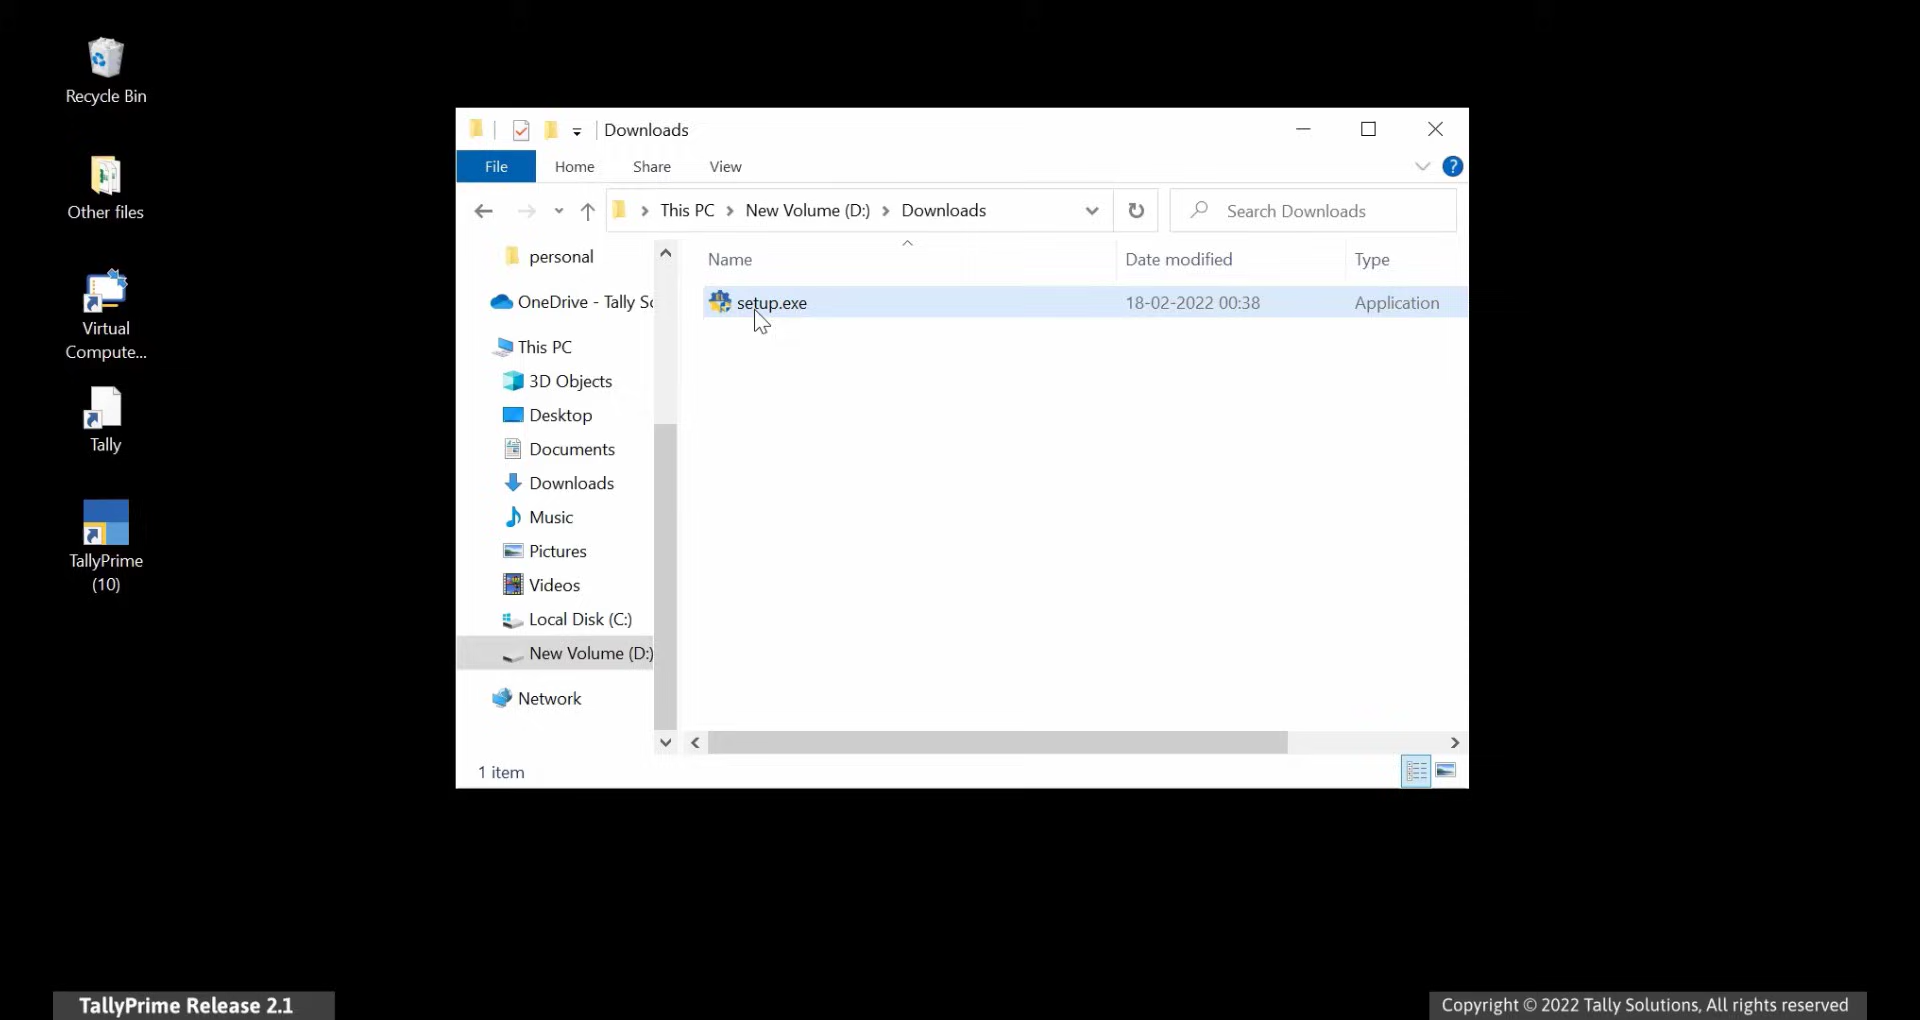 Recycle Bin
Other files
Virtual
Compute...
Tally
TallyPrime
(10)
Downloads
File Home Share View
This PC New Volume (D:) Downloads
Search Downloads
personal
OneDrive - Tally So
This PC
3D Objects
Desktop
Documents
Downloads
Music
Pictures
Videos
Local Disk (C:)
New Volume (D:)
Network
Name Date modified Type
setup.exe 18-02-2022 00:38 Application
1 item
TallyPrime Release 2.1
Copyright © 2022 Tally Solutions, All rights reserved